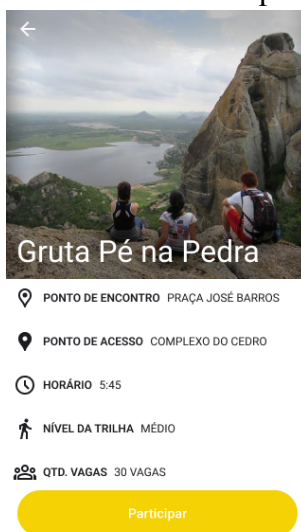 Gruta Pé na Pedra
PONTO DE ENCONTRO PRAÇA JOSÉ BARROS
PONTO DE ACESSO COMPLEXO DO CEDRO
HORÁRIO 5:45
NÍVEL DA TRILHA MÉDIO
QTD. VAGAS 30 VAGAS
Participar